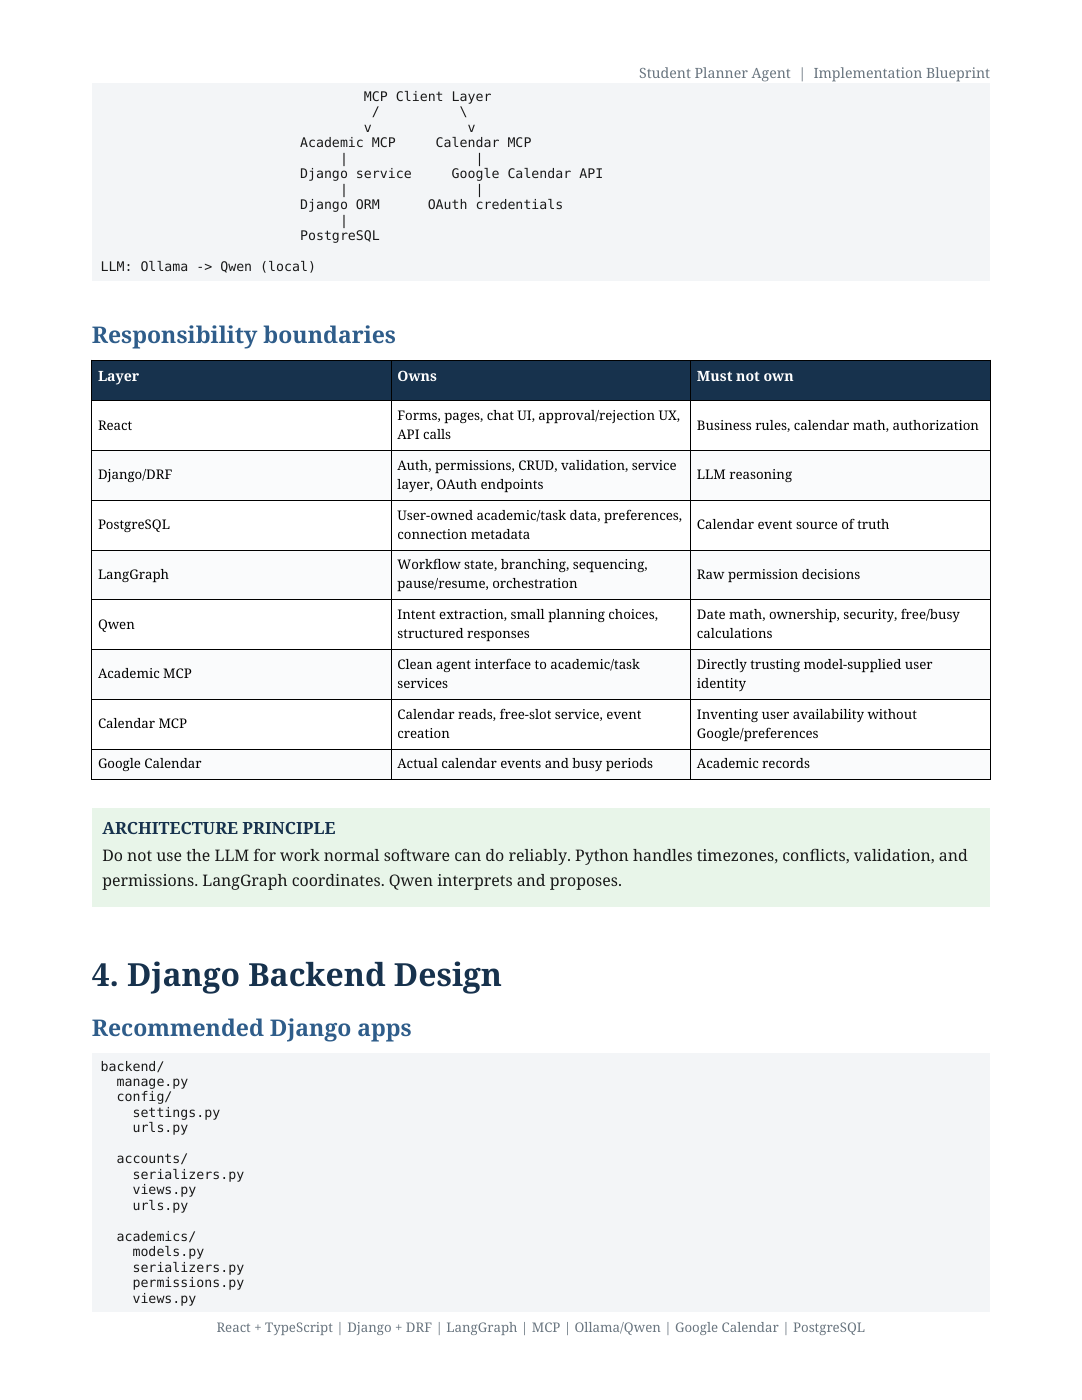 Student Planner Agent | Implementation Blueprint
MCP Client Layer
/ \
v v
Academic MCP Calendar MCP
| |
Django service Google Calendar API
| |
Django ORM OAuth credentials
|
PostgreSQL
LLM: Ollama -> Qwen (local)
Responsibility boundaries
Layer Owns Must not own
React Forms, pages, chat UI, approval/rejection UX, API calls Business rules, calendar math, authorization
Django/DRF Auth, permissions, CRUD, validation, service layer, OAuth endpoints LLM reasoning
PostgreSQL User-owned academic/task data, preferences, connection metadata Calendar event source of truth
LangGraph Workflow state, branching, sequencing, pause/resume, orchestration Raw permission decisions
Qwen Intent extraction, small planning choices, structured responses Date math, ownership, security, free/busy calculations
Academic MCP Clean agent interface to academic/task services Directly trusting model-supplied user identity
Calendar MCP Calendar reads, free-slot service, event creation Inventing user availability without Google/preferences
Google Calendar Actual calendar events and busy periods Academic records
ARCHITECTURE PRINCIPLE
Do not use the LLM for work normal software can do reliably. Python handles timezones, conflicts, validation, and
permissions. LangGraph coordinates. Qwen interprets and proposes.
4. Django Backend Design
Recommended Django apps
backend/
manage.py
config/
settings.py
urls.py
accounts/
serializers.py
views.py
urls.py
academics/
models.py
serializers.py
permissions.py
views.py
React + TypeScript | Django + DRF | LangGraph | MCP | Ollama/Qwen | Google Calendar | PostgreSQL